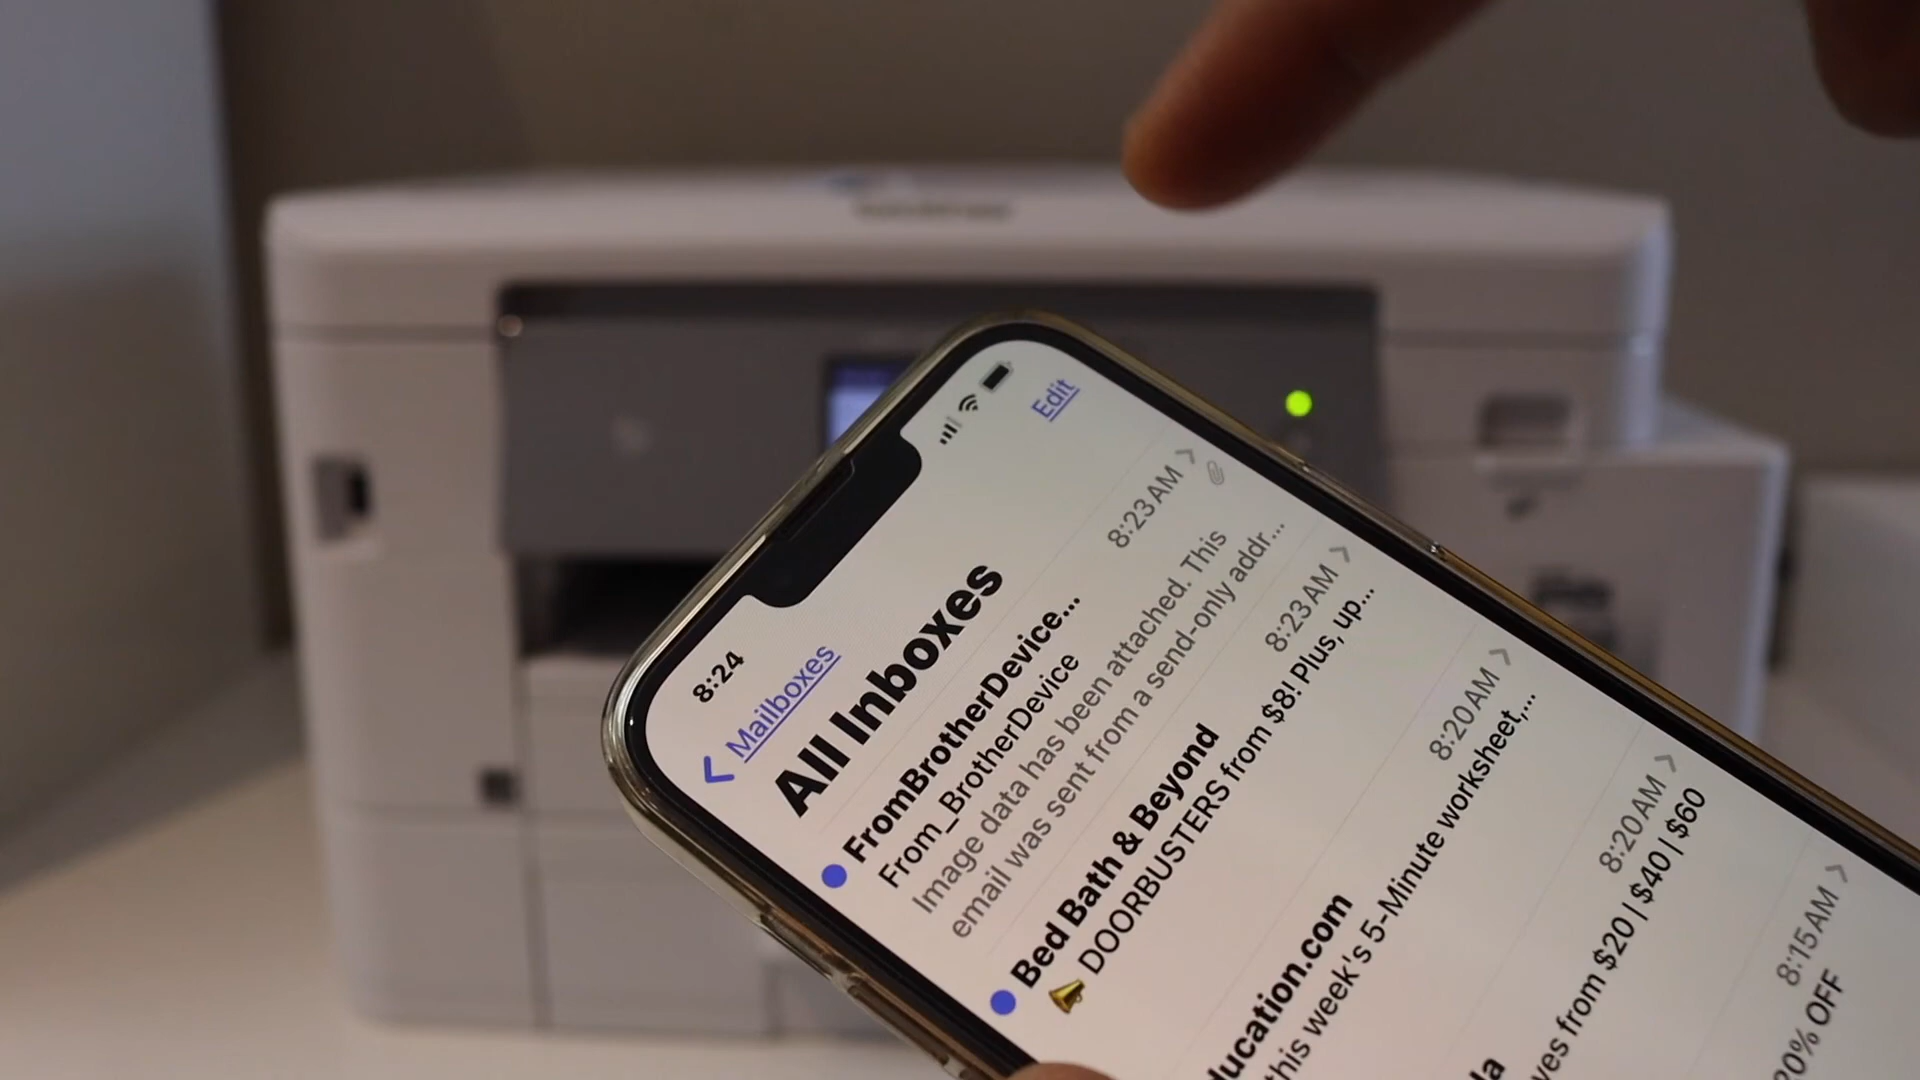 8:24
Mailboxes
Edit
All Inboxes
FromBrotherDevice...
8:23 AM
From_BrotherDevice
Image data has been attached. This
email was sent from a send-only addr...
Bed Bath & Beyond
8:23 AM
DOORBUSTERS from $8! Plus, up...
ducation.com
8:20 AM
this week's 5-Minute worksheet,...
8:20 AM
from $20 | $40 | $60
8:15 AM
OFF